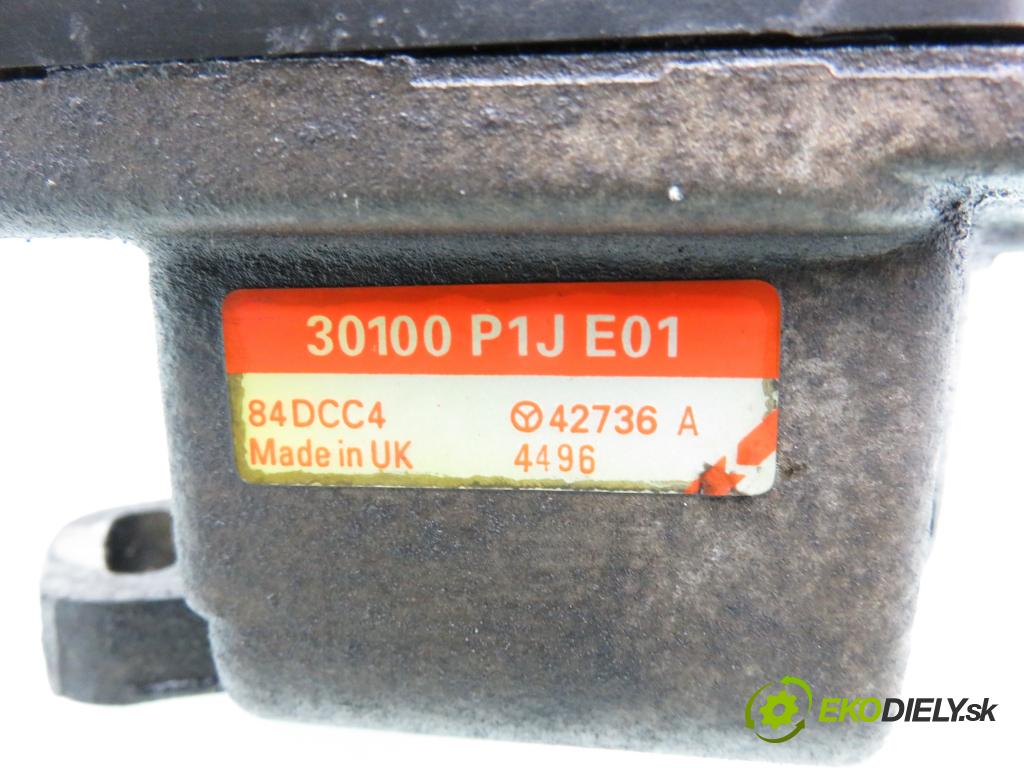 30100 P1J E01
84DCC4 42736 A
Made in UK 4496
EKODIELY.sk